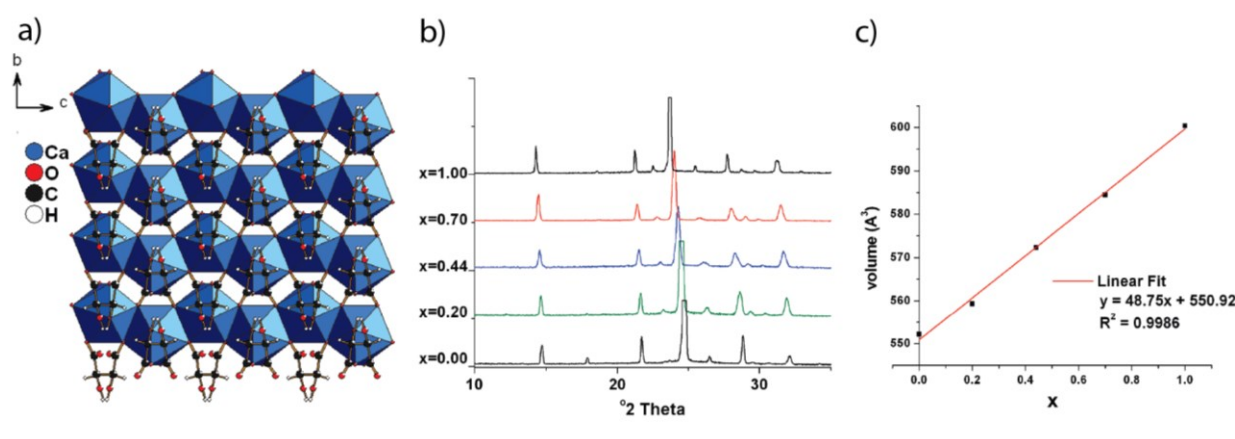 a)
b
c
Ca
O
C
H
b)
x=1.00
x=0.70
x=0.44
x=0.20
x=0.00
10 20 30
°2 Theta
c)
600
590
580
570
560
550
volume (A³)
Linear Fit
y = 48.75x + 550.92
R² = 0.9986
0.0 0.2 0.4 0.6 0.8 1.0
x